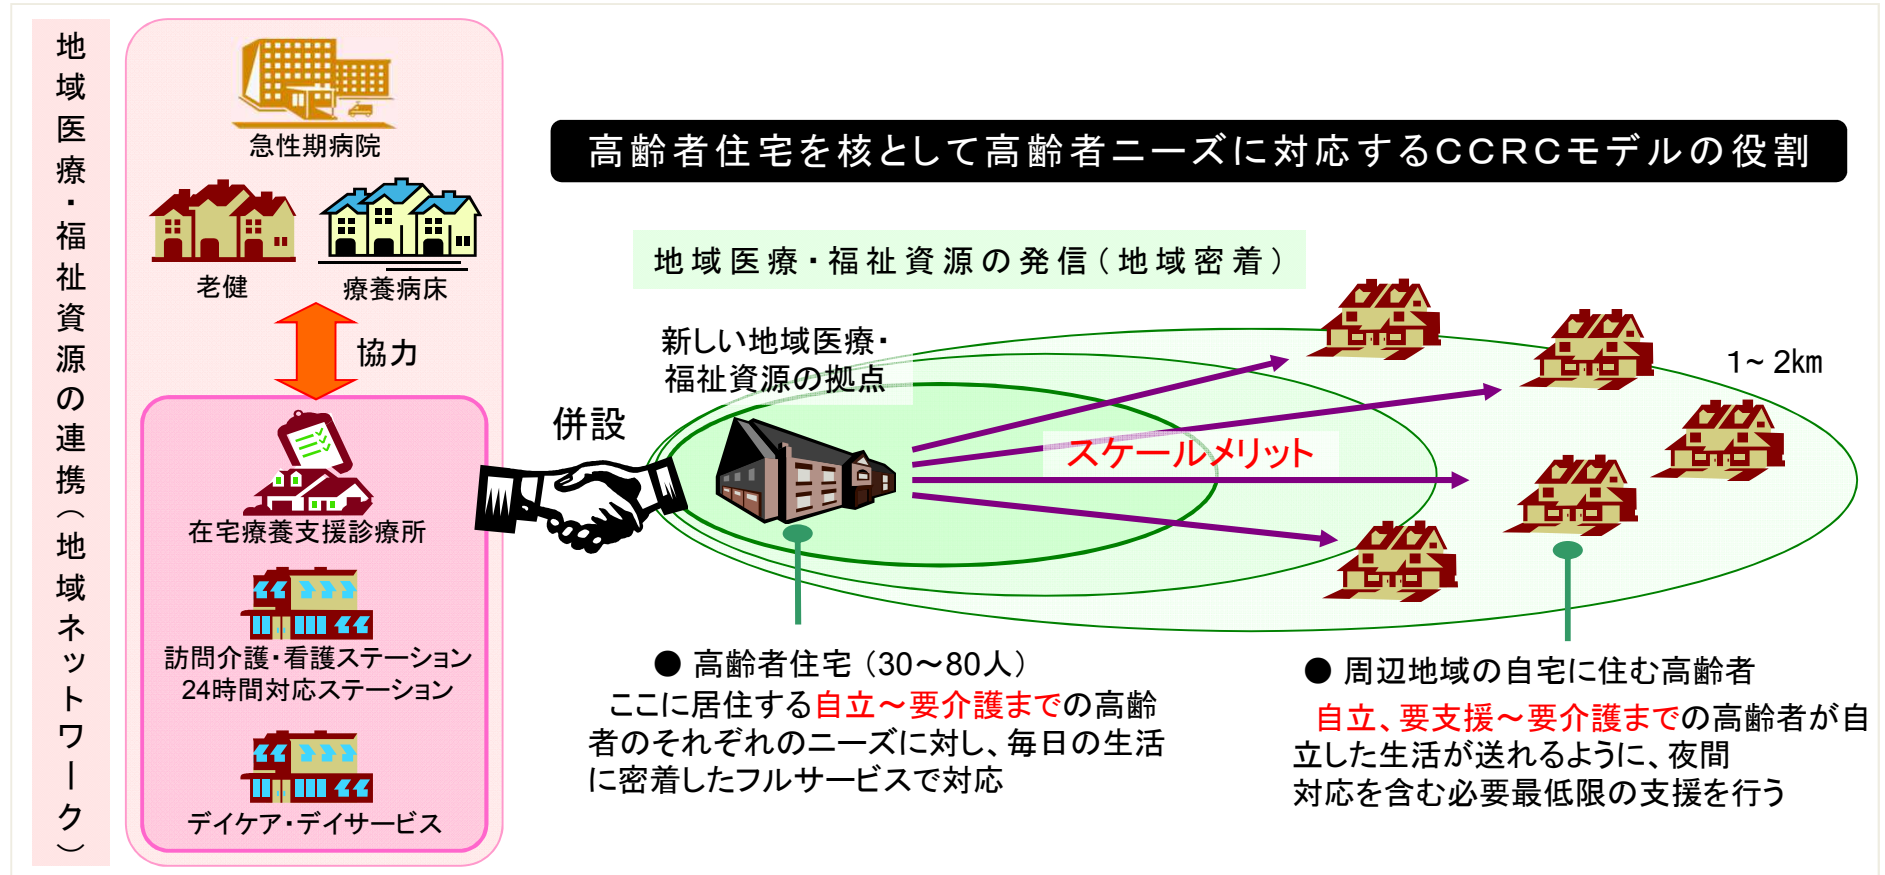 地域医療・福祉資源の連携（地域ネットワーク）
急性期病院
老健
療養病床
協力
在宅療養支援診療所
訪問介護・看護ステーション
24時間対応ステーション
デイケア・デイサービス
高齢者住宅を核として高齢者ニーズに対応するCCRCモデルの役割
地域医療・福祉資源の発信（地域密着）
新しい地域医療・
福祉資源の拠点
併設
スケールメリット
1~ 2km
● 高齢者住宅（30～80人）
ここに居住する自立～要介護までの高齢
者のそれぞれのニーズに対し、毎日の生活
に密着したフルサービスで対応
● 周辺地域の自宅に住む高齢者
自立、要支援～要介護までの高齢者が自
立した生活が送れるように、夜間
対応を含む必要最低限の支援を行う